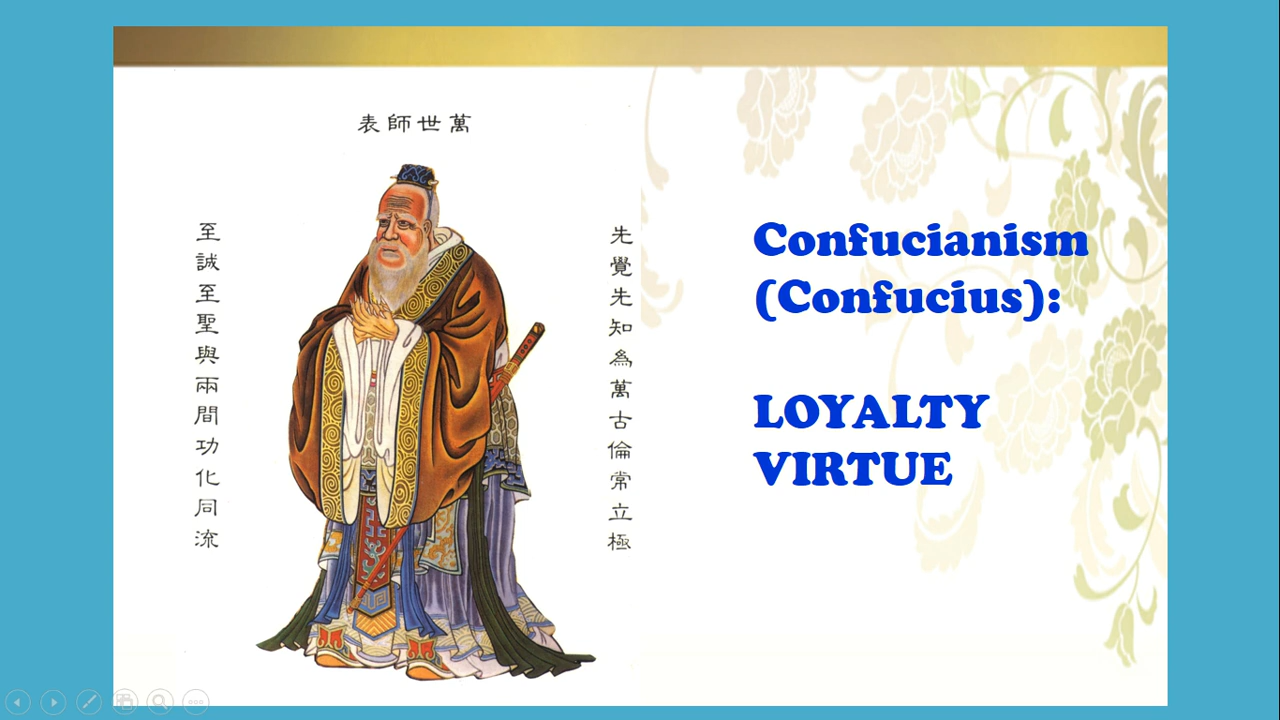 萬世師表
先覺先知為萬古倫常立極
至誠至聖與兩間功化同流
Confucianism
(Confucius):
LOYALTY
VIRTUE